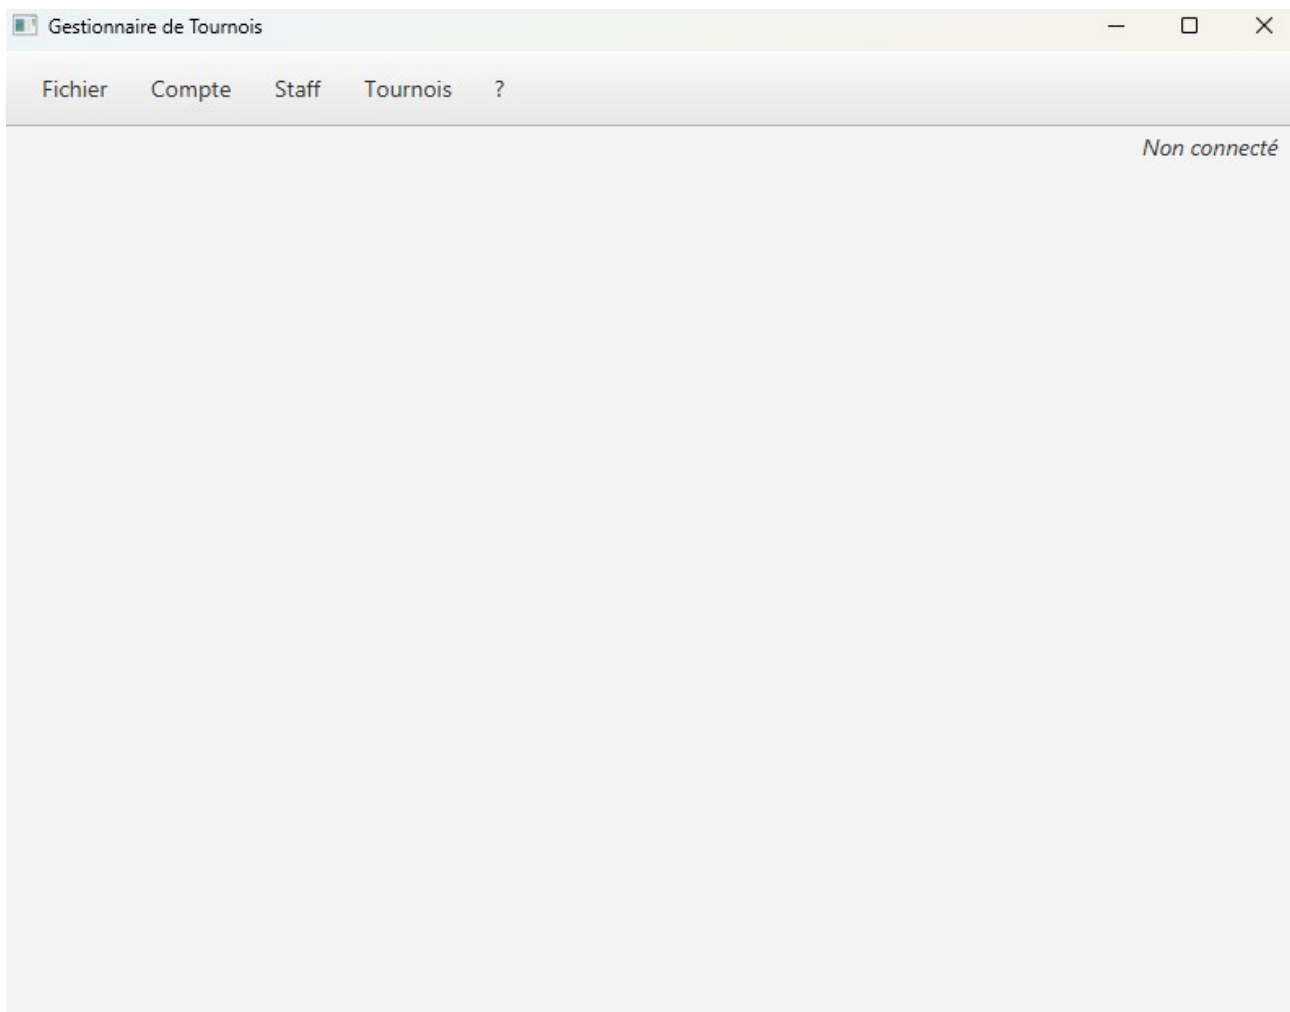 Gestionnaire de Tournois
Fichier Compte Staff Tournois ?
Non connecté